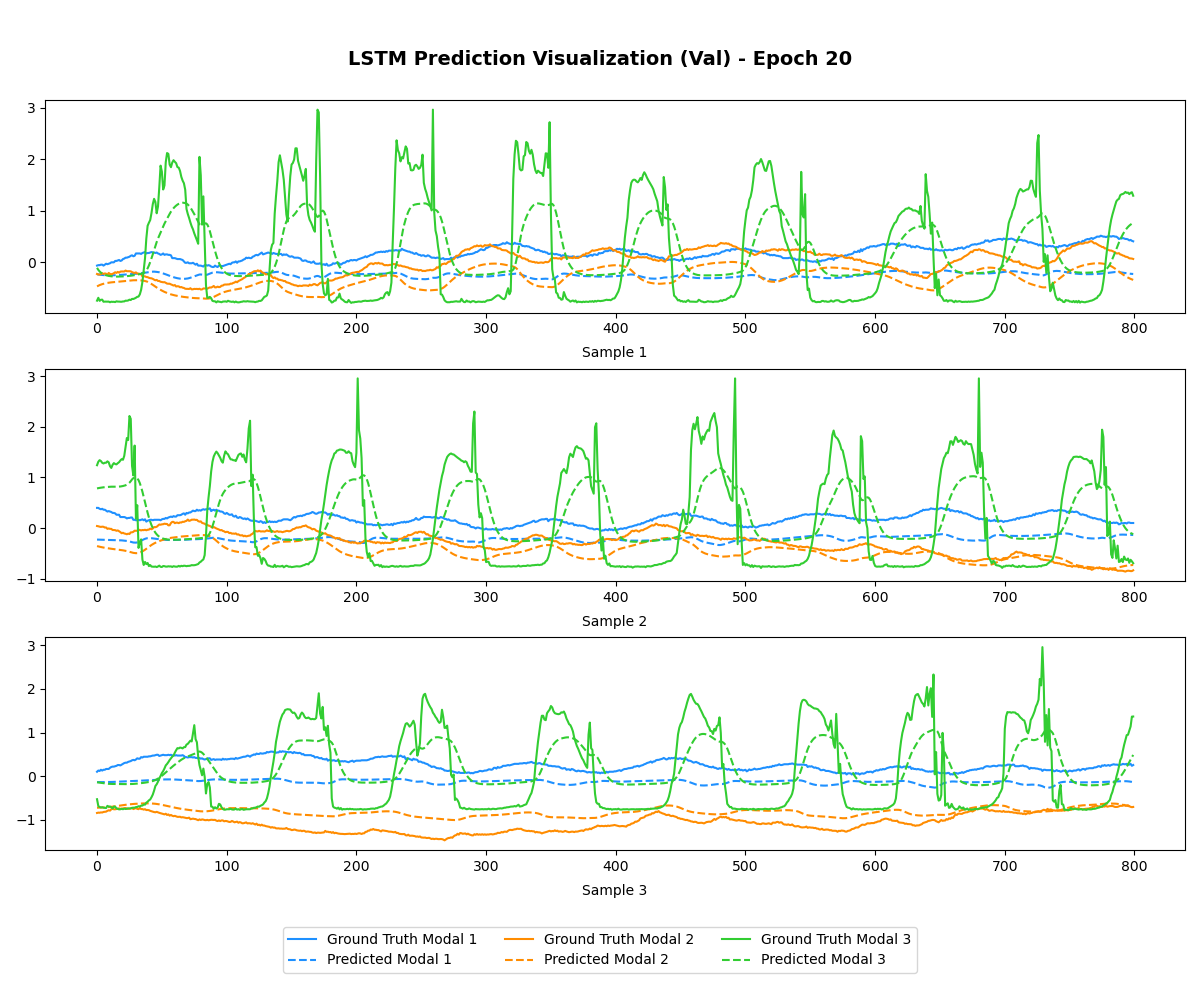 LSTM Prediction Visualization (Val) - Epoch 20
3
2
1
0
0 100 200 300 400 500 600 700 800
Sample 1
3
2
1
0
−1
0 100 200 300 400 500 600 700 800
Sample 2
3
2
1
0
−1
0 100 200 300 400 500 600 700 800
Sample 3
Ground Truth Modal 1 Ground Truth Modal 2 Ground Truth Modal 3
Predicted Modal 1 Predicted Modal 2 Predicted Modal 3